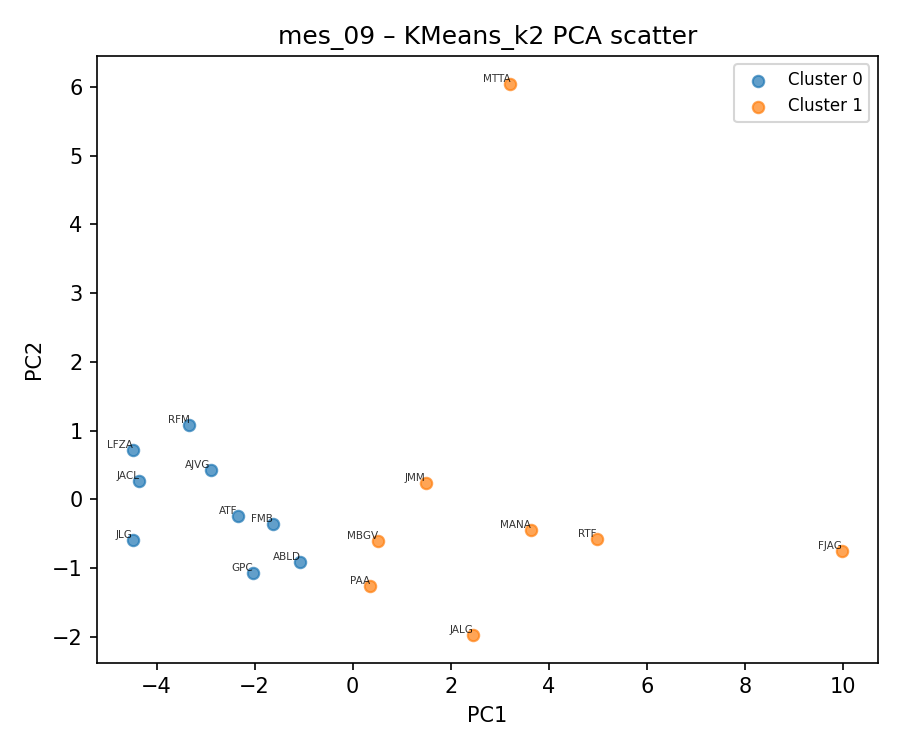 mes_09 – KMeans_k2 PCA scatter
Cluster 0
Cluster 1
MTTA
RFM
LFZA
AJVG
JACL
JMM
ATF
FMB
MANA
JLG
MBGV
RTF
FJAG
ABLD
GPC
PAA
JALG
6
5
4
3
2
1
0
−1
−2
PC2
−4
−2
0
2
4
6
8
10
PC1